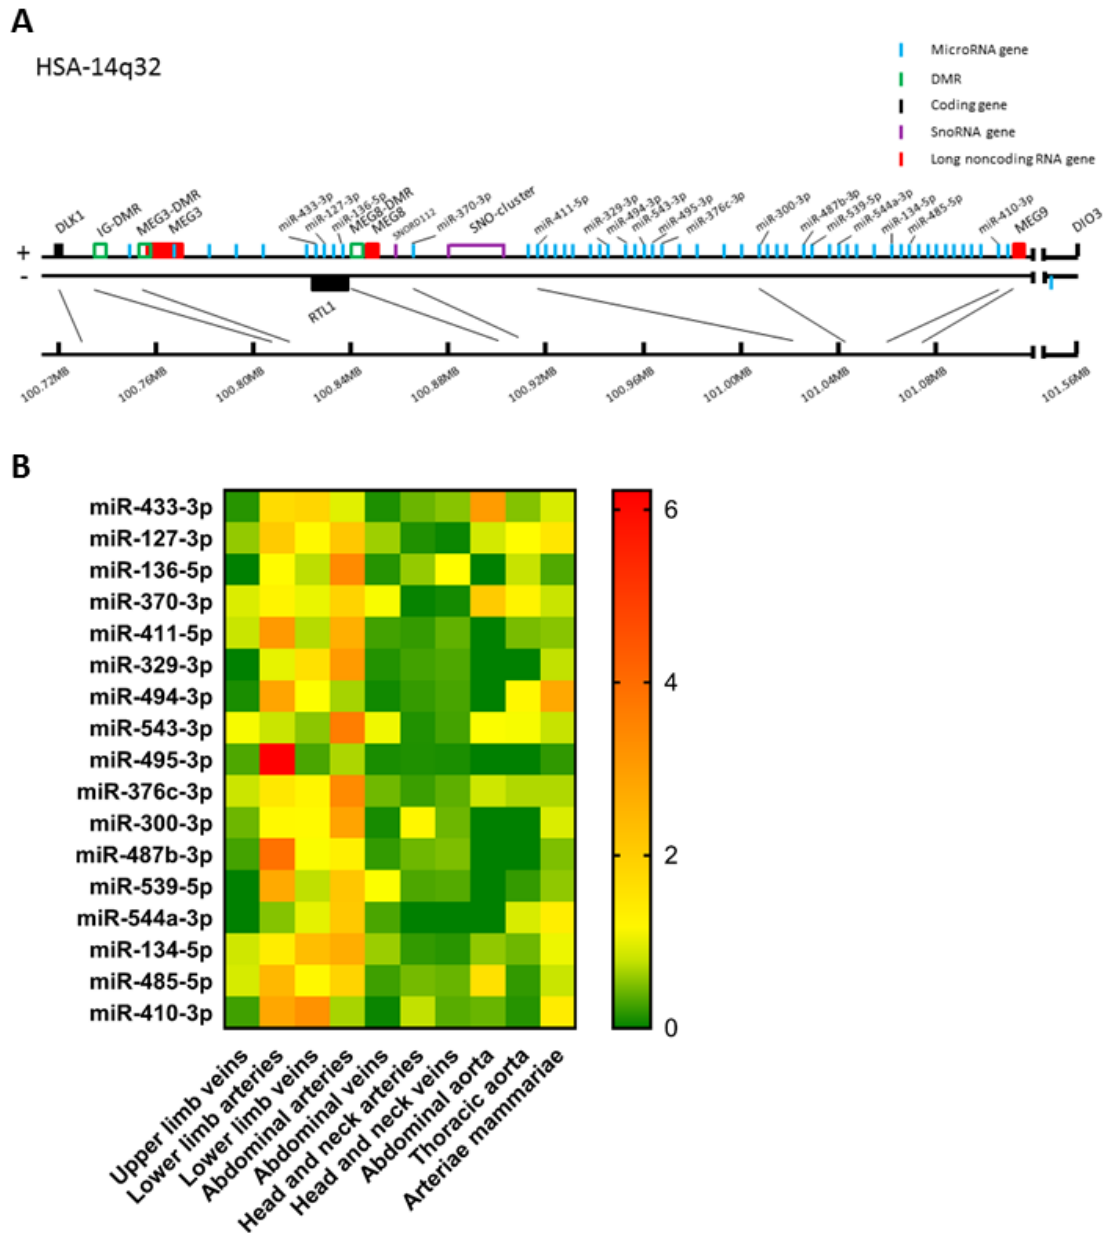 A
HSA-14q32
MicroRNA gene
DMR
Coding gene
SnoRNA gene
Long noncoding RNA gene
DLK1
IG-DMR
MEG3-DMR
MEG3
miR-433-3p
miR-127-3p
miR-136-5p
MEG8-DMR
MEG8
SNORD112
miR-370-3p
SNO-cluster
miR-411-5p
miR-329-3p
miR-494-3p
miR-543-3p
miR-495-3p
miR-376c-3p
miR-300-3p
miR-487b-3p
miR-539-5p
miR-544a-3p
miR-134-5p
miR-485-5p
miR-410-3p
MEG9
DIO3
+
-
RTL1
100.72MB
100.76MB
100.80MB
100.84MB
100.88MB
100.92MB
100.96MB
101.00MB
101.04MB
101.08MB
101.56MB
B
miR-433-3p
miR-127-3p
miR-136-5p
miR-370-3p
miR-411-5p
miR-329-3p
miR-494-3p
miR-543-3p
miR-495-3p
miR-376c-3p
miR-300-3p
miR-487b-3p
miR-539-5p
miR-544a-3p
miR-134-5p
miR-485-5p
miR-410-3p
6
4
2
0
Upper limb veins
Lower limb arteries
Lower limb veins
Abdominal arteries
Abdominal veins
Head and neck arteries
Head and neck veins
Abdominal aorta
Thoracic aorta
Arteriae mammariae